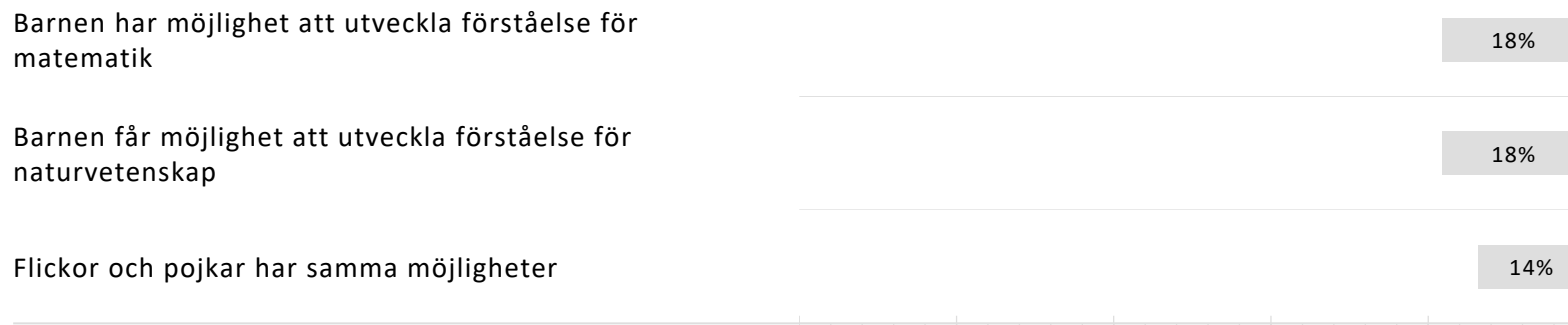 Barnen har möjlighet att utveckla förståelse för
matematik
18%
Barnen får möjlighet att utveckla förståelse för
naturvetenskap
18%
Flickor och pojkar har samma möjligheter
14%